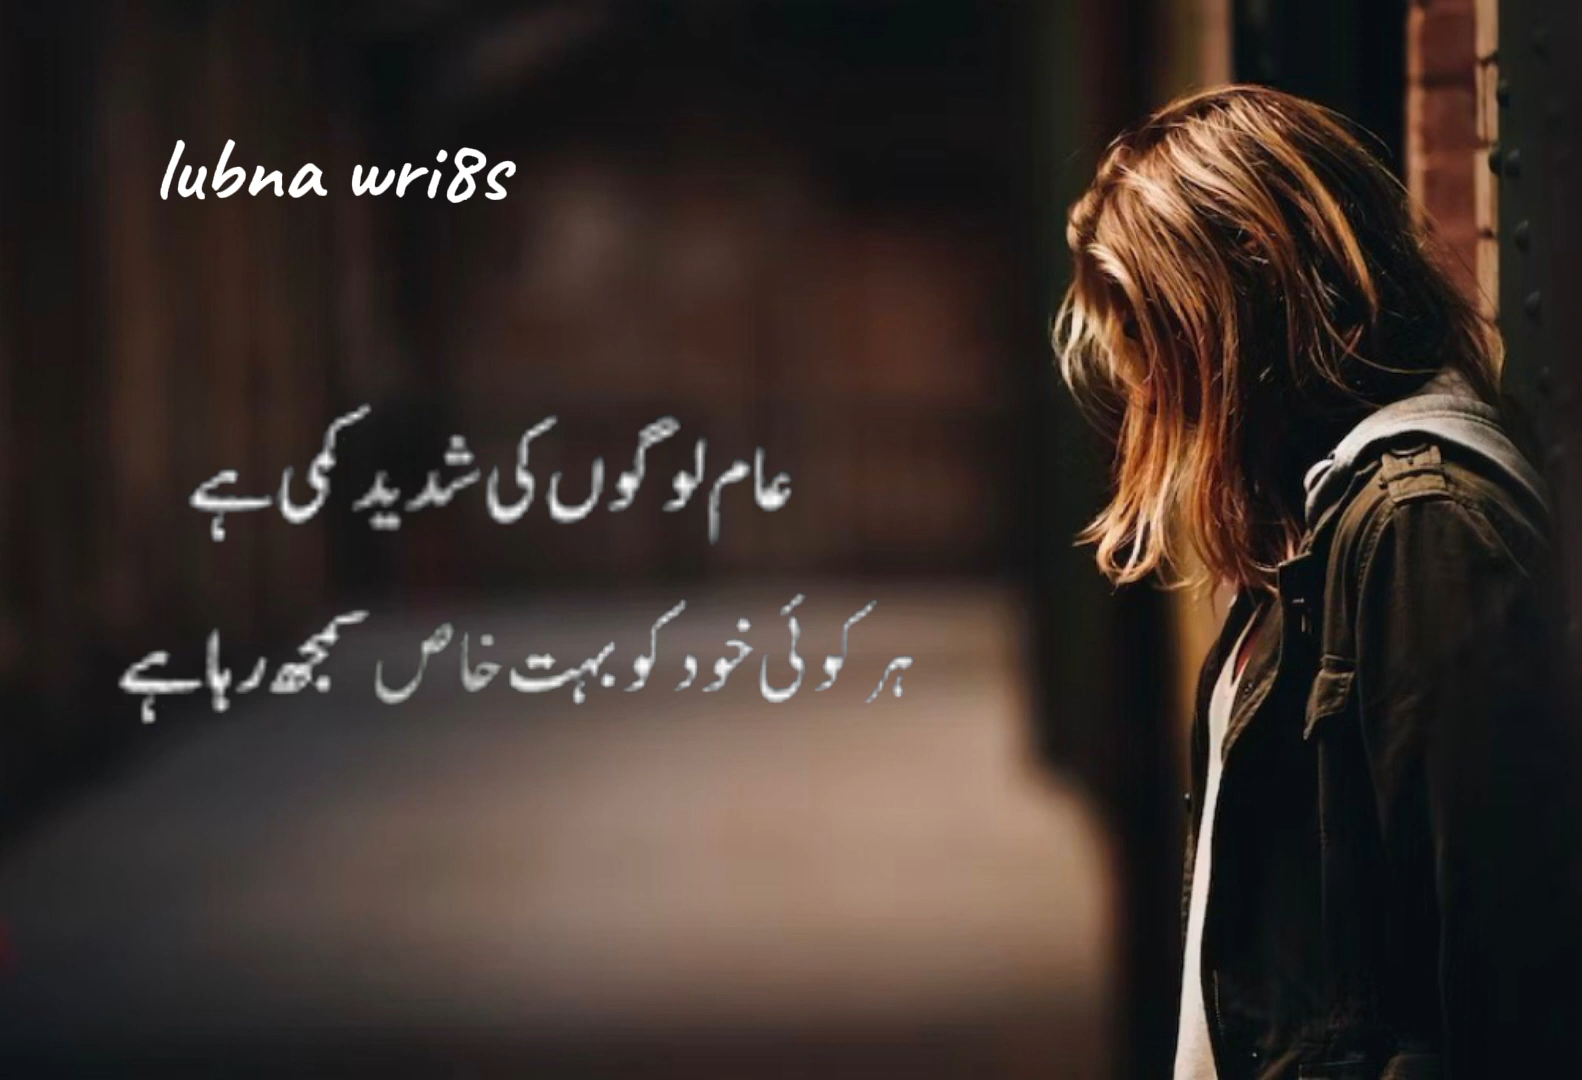 lubna wri8s
عام لوگوں کی شدید کمی ہے
ہر کوئی خود کو بہت خاص سمجھ رہا ہے